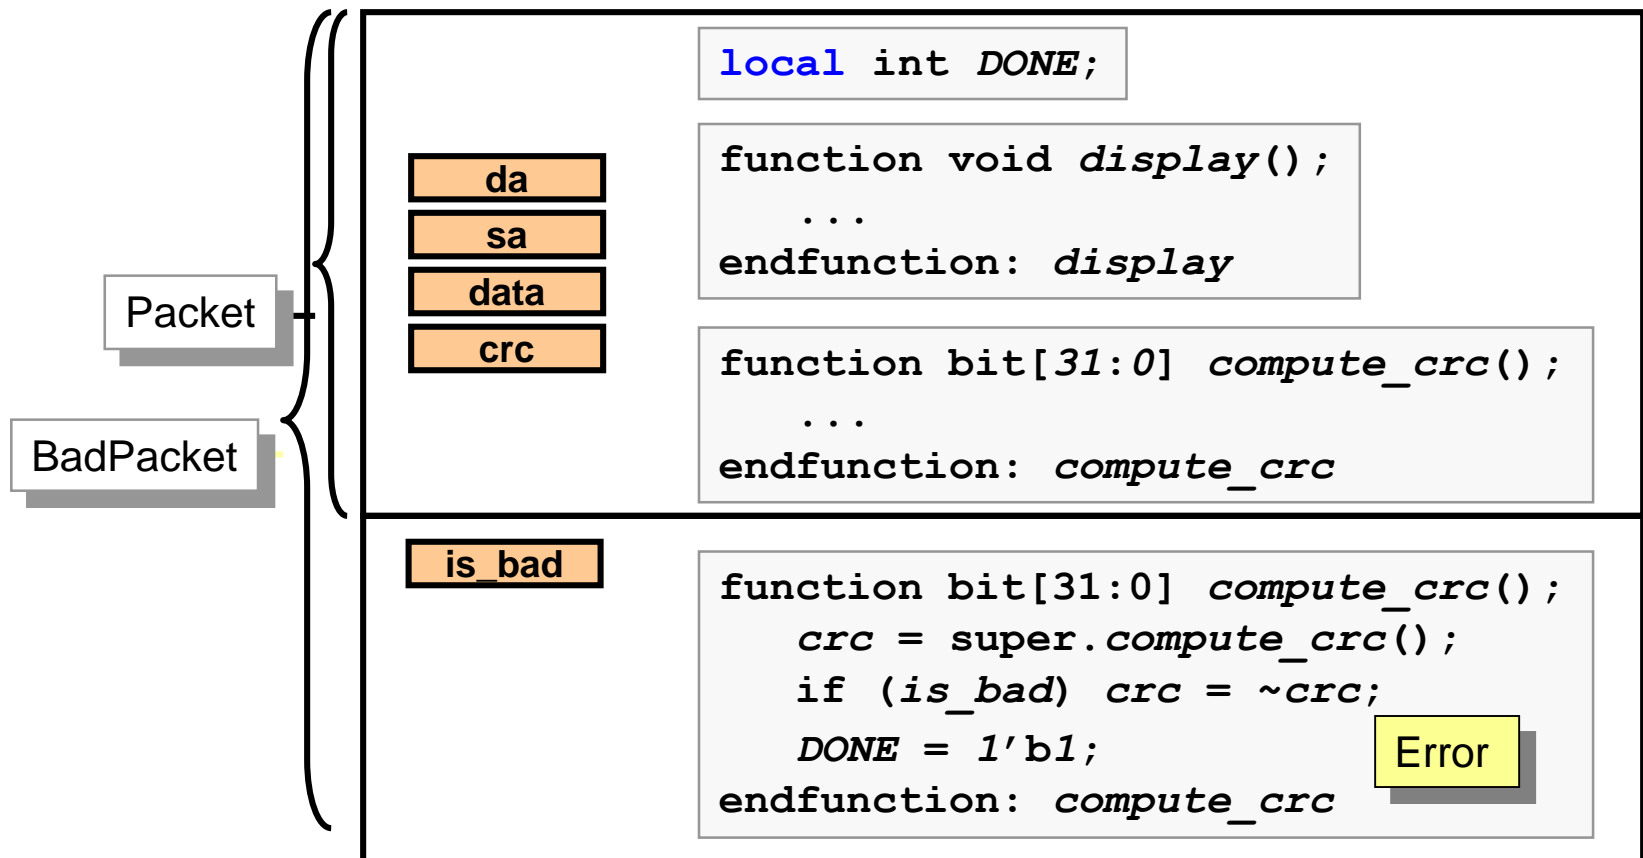 local int DONE;
da
sa
data
crc
function void display();
...
endfunction: display
Packet
function bit[31:0] compute_crc();
...
endfunction: compute_crc
BadPacket
is_bad
function bit[31:0] compute_crc();
crc = super.compute_crc();
if (is_bad) crc = ~crc;
DONE = 1’b1;
endfunction: compute_crc
Error